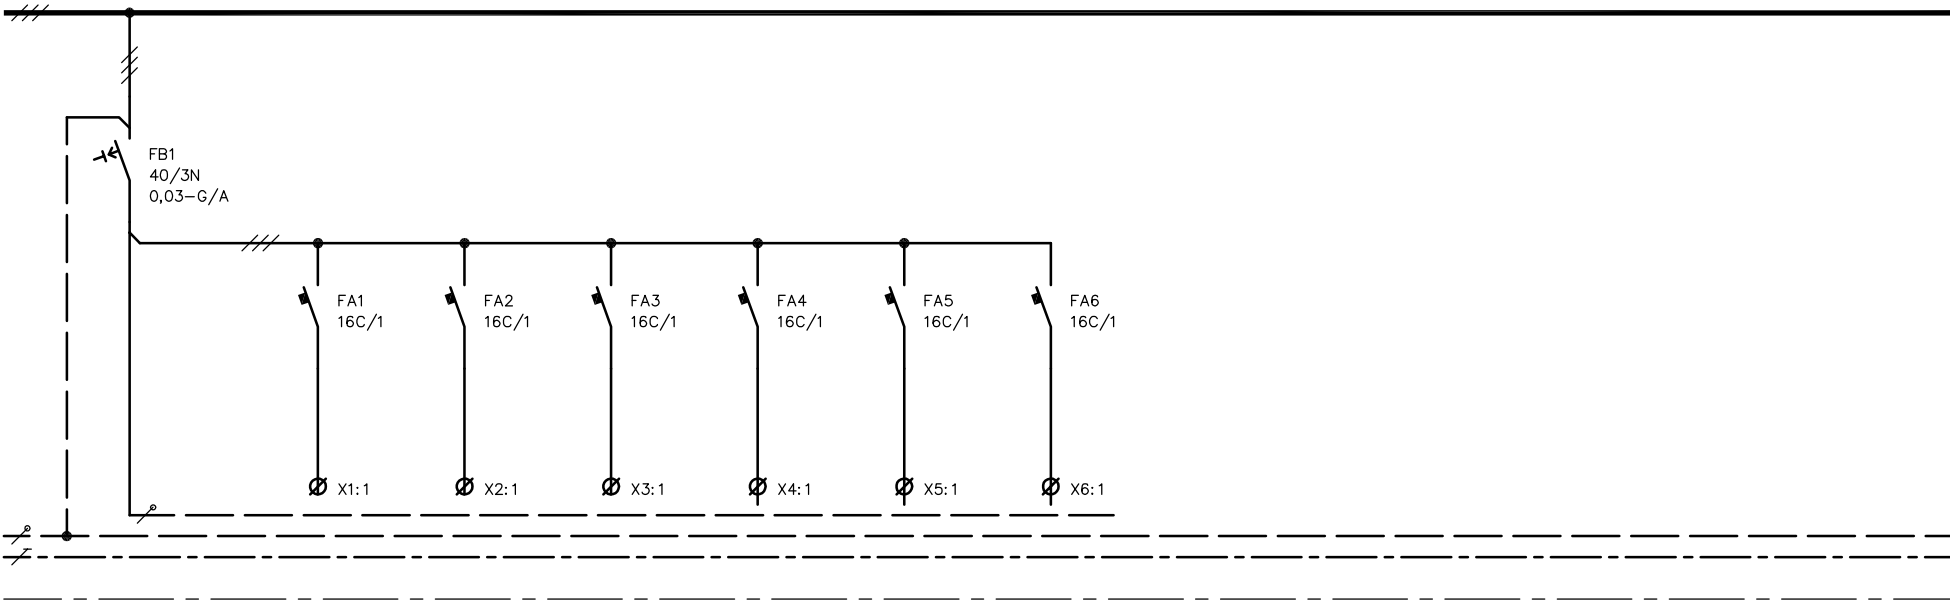 FB1
40/3N
0,03-G/A
FA1
16C/1
FA2
16C/1
FA3
16C/1
FA4
16C/1
FA5
16C/1
FA6
16C/1
X1:1
X2:1
X3:1
X4:1
X5:1
X6:1